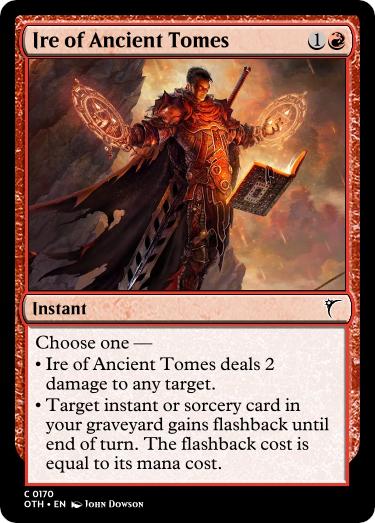 Ire of Ancient Tomes 1
Instant
Choose one —
• Ire of Ancient Tomes deals 2
damage to any target.
• Target instant or sorcery card in
your graveyard gains flashback until
end of turn. The flashback cost is
equal to its mana cost.
C 0170
OTH • EN John Dowson